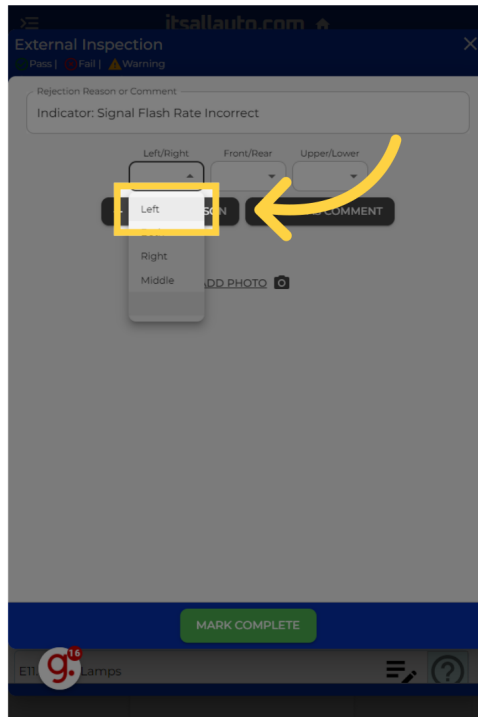 itsallauto.com
External Inspection
Pass | Fail | Warning
Rejection Reason or Comment
Indicator: Signal Flash Rate Incorrect
Left/Right Front/Rear Upper/Lower
Left
COMMENT
Right
Middle
ADD PHOTO
MARK COMPLETE
16
g.
Lamps